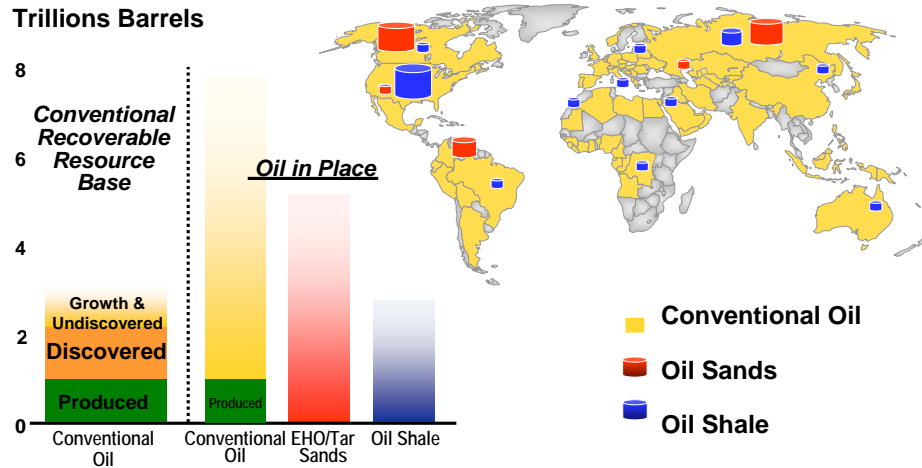 Trillions Barrels
8
6
4
2
0
Conventional
Recoverable
Resource
Base
Oil in Place
Growth &
Undiscovered
Discovered
Produced
Produced
Conventional
Oil
Conventional
Oil
EHO/Tar
Sands
Oil Shale
Conventional Oil
Oil Sands
Oil Shale